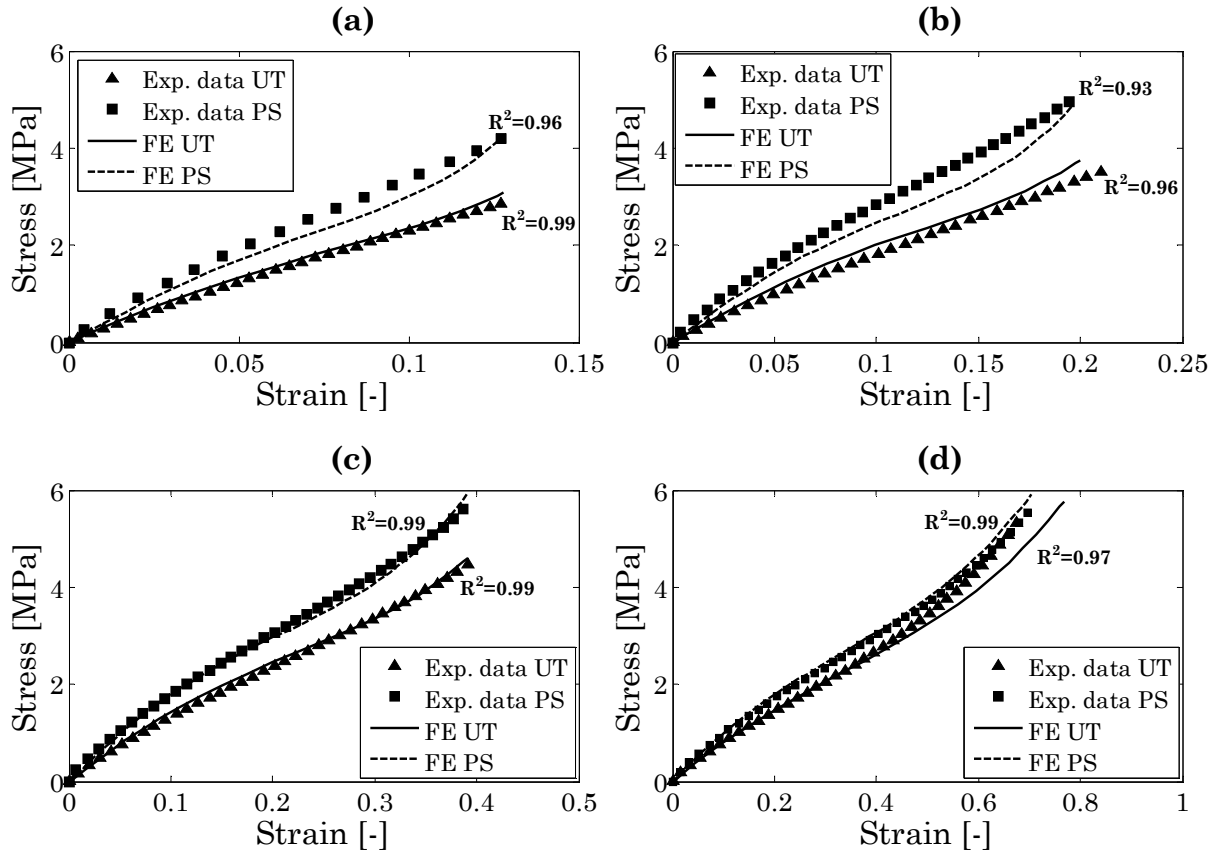 (a)
Stress [MPa]
6
4
2
0
Exp. data UT
Exp. data PS
FE UT
FE PS
R²=0.96
R²=0.99
0
0.05
0.1
0.15
Strain [-]
(b)
Stress [MPa]
6
4
2
0
Exp. data UT
Exp. data PS
FE UT
FE PS
R²=0.93
R²=0.96
0
0.05
0.1
0.15
0.2
0.25
Strain [-]
(c)
Stress [MPa]
6
4
2
0
R²=0.99
R²=0.99
Exp. data UT
Exp. data PS
FE UT
FE PS
0
0.1
0.2
0.3
0.4
0.5
Strain [-]
(d)
Stress [MPa]
6
4
2
0
R²=0.99
R²=0.97
Exp. data UT
Exp. data PS
FE UT
FE PS
0
0.2
0.4
0.6
0.8
1
Strain [-]